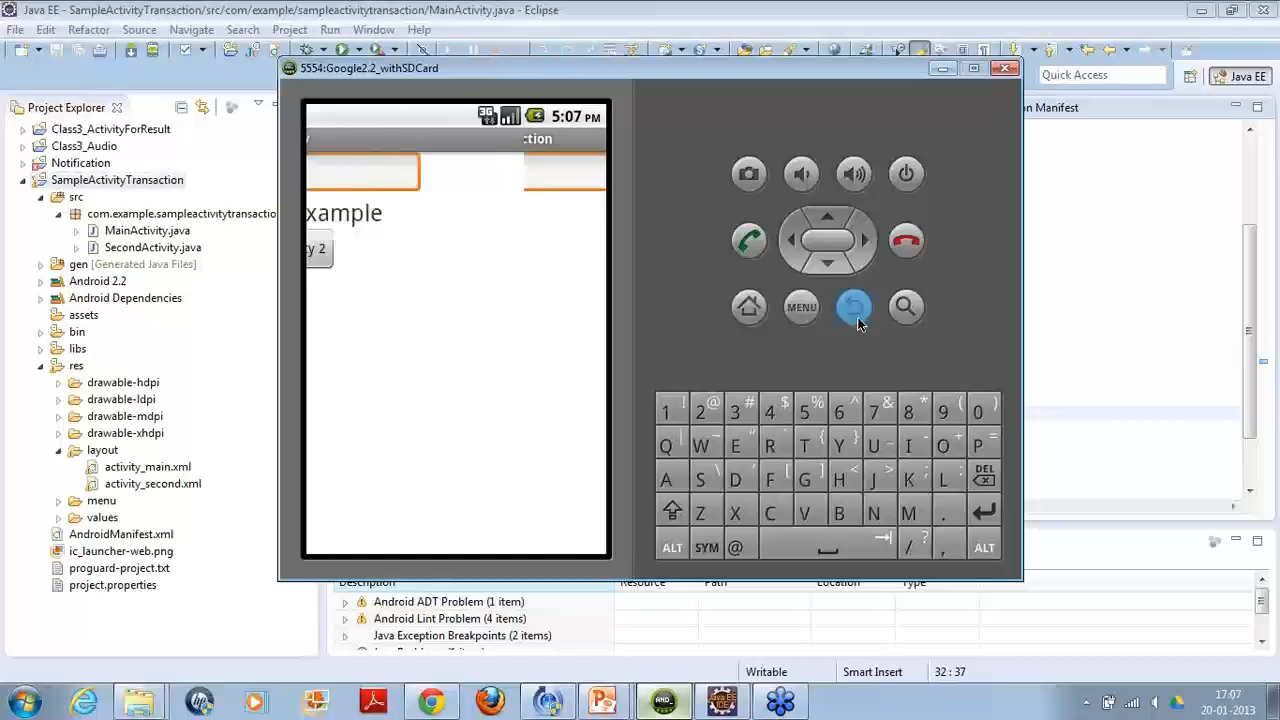 Java EE - SampleActivityTransaction/src/com/example/sampleactivitytransaction/MainActivity.java - Eclipse
File Edit Refactor Source Navigate Search Project Run Window Help
5554:Google2.2_withSDCard
Quick Access
Java EE
Project Explorer
on Manifest
Class3_ActivityForResult
Class3_Audio
Notification
SampleActivityTransaction
src
com.example.sampleactivitytransactio
MainActivity.java
SecondActivity.java
gen [Generated Java Files]
Android 2.2
Android Dependencies
assets
bin
libs
res
drawable-hdpi
drawable-ldpi
drawable-mdpi
drawable-xhdpi
layout
activity_main.xml
activity_second.xml
menu
values
AndroidManifest.xml
ic_launcher-web.png
proguard-project.txt
project.properties
3G 5:07 PM
:tion
xample
ty 2
MENU
1 ! 2 @ 3 # 4 $ 5 % 6 ^ 7 & 8 * 9 ( 0 )
Q | W ~ E " R ` T { Y } U _ I - O + P =
A S \ D ' F [ G ] H < J > K ; L : DEL
Z X C V B N M .
ALT SYM @ / ? , ALT
Description Resource Path Location Type
Android ADT Problem (1 item)
Android Lint Problem (4 items)
Java Exception Breakpoints (2 items)
Writable Smart Insert 32 : 37
17:07
20-01-2013